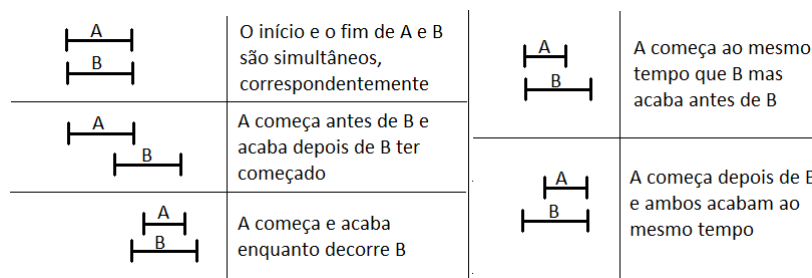 A
B
O início e o fim de A e B
são simultâneos,
correspondentemente
A
B
A começa antes de B e
acaba depois de B ter
começado
A
B
A começa e acaba
enquanto decorre B
A
B
A começa ao mesmo
tempo que B mas
acaba antes de B
A
B
A começa depois de B
e ambos acabam ao
mesmo tempo